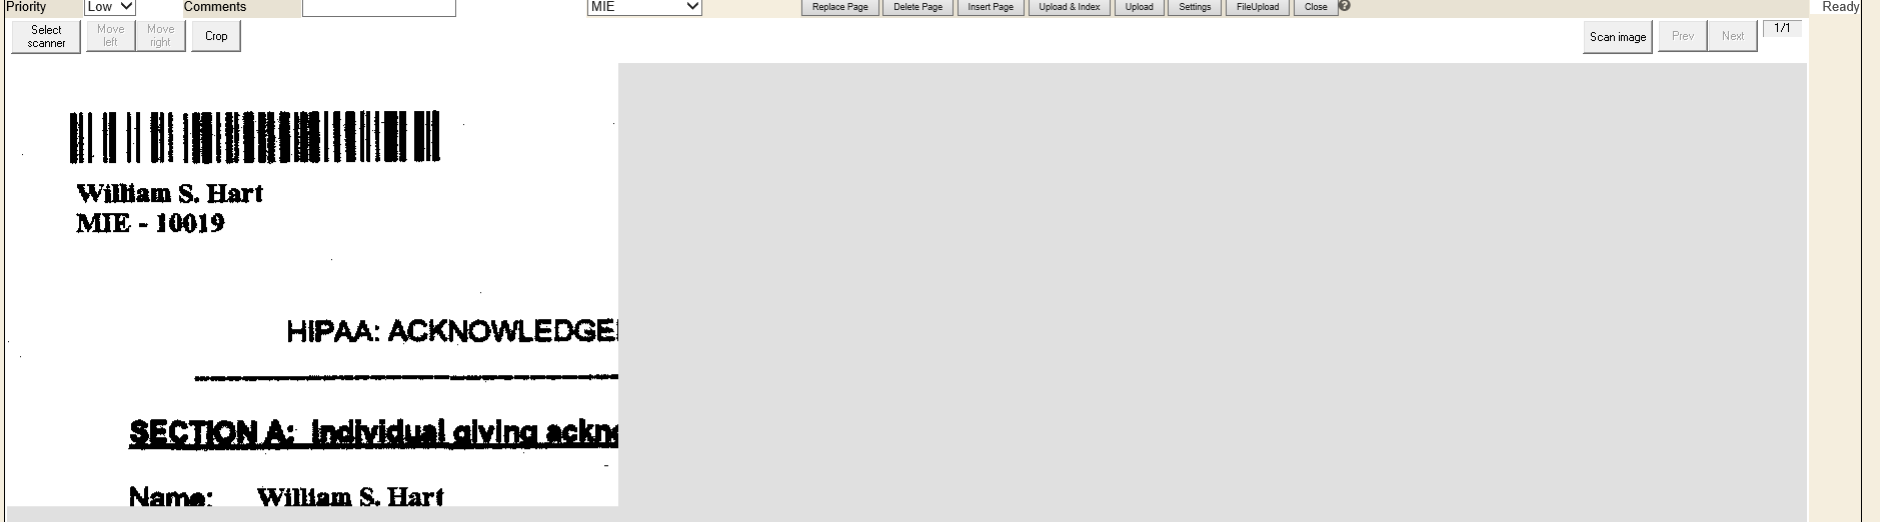 Priority Low Comments MIE Replace Page Delete Page Insert Page Upload & Index Upload Settings FileUpload Close ? Ready
Select scanner Move left Move right Crop Scan image Prev Next 1/1
William S. Hart
MIE - 10019
HIPAA: ACKNOWLEDGE
SECTION A: Individual giving ackn
Name: William S. Hart